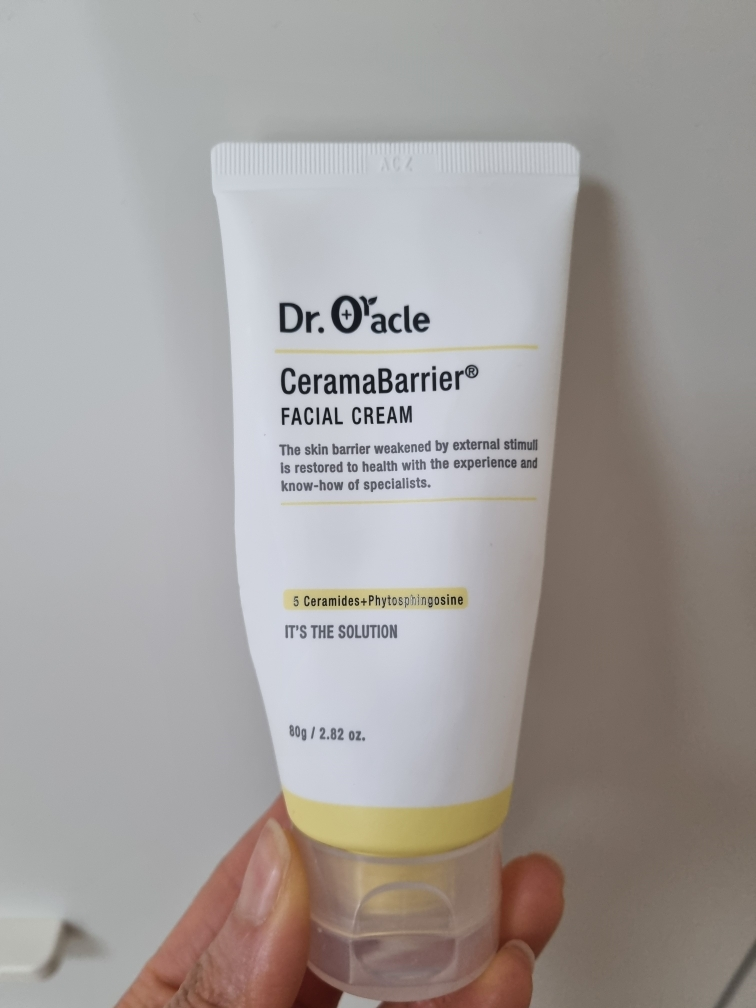 Dr. Oracle
CeramaBarrier®
FACIAL CREAM
The skin barrier weakened by external stimuli
is restored to health with the experience and
know-how of specialists.
5 Ceramides+Phytosphingosine
IT'S THE SOLUTION
80g / 2.82 oz.